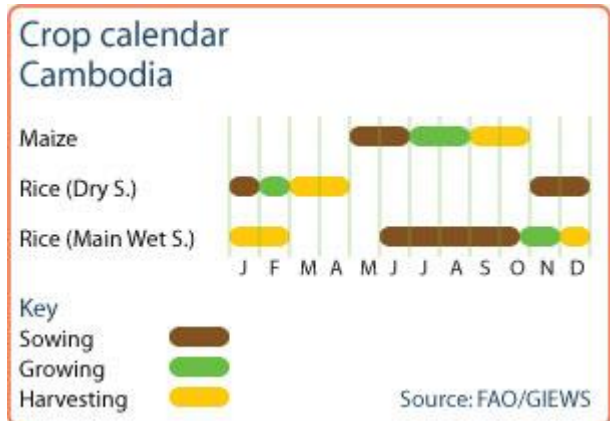 Crop calendar
Cambodia
Maize
Rice (Dry S.)
Rice (Main Wet S.)
J F M A M J J A S O N D
Key
Sowing
Growing
Harvesting
Source: FAO/GIEWS